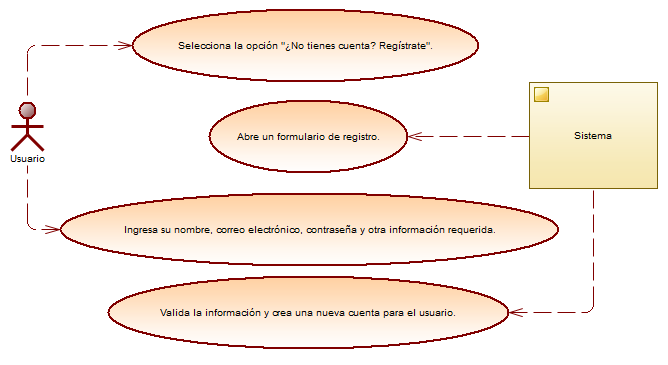 Selecciona la opción "¿No tienes cuenta? Regístrate".
Abre un formulario de registro.
Sistema
Usuario
Ingresa su nombre, correo electrónico, contraseña y otra información requerida.
Valida la información y crea una nueva cuenta para el usuario.